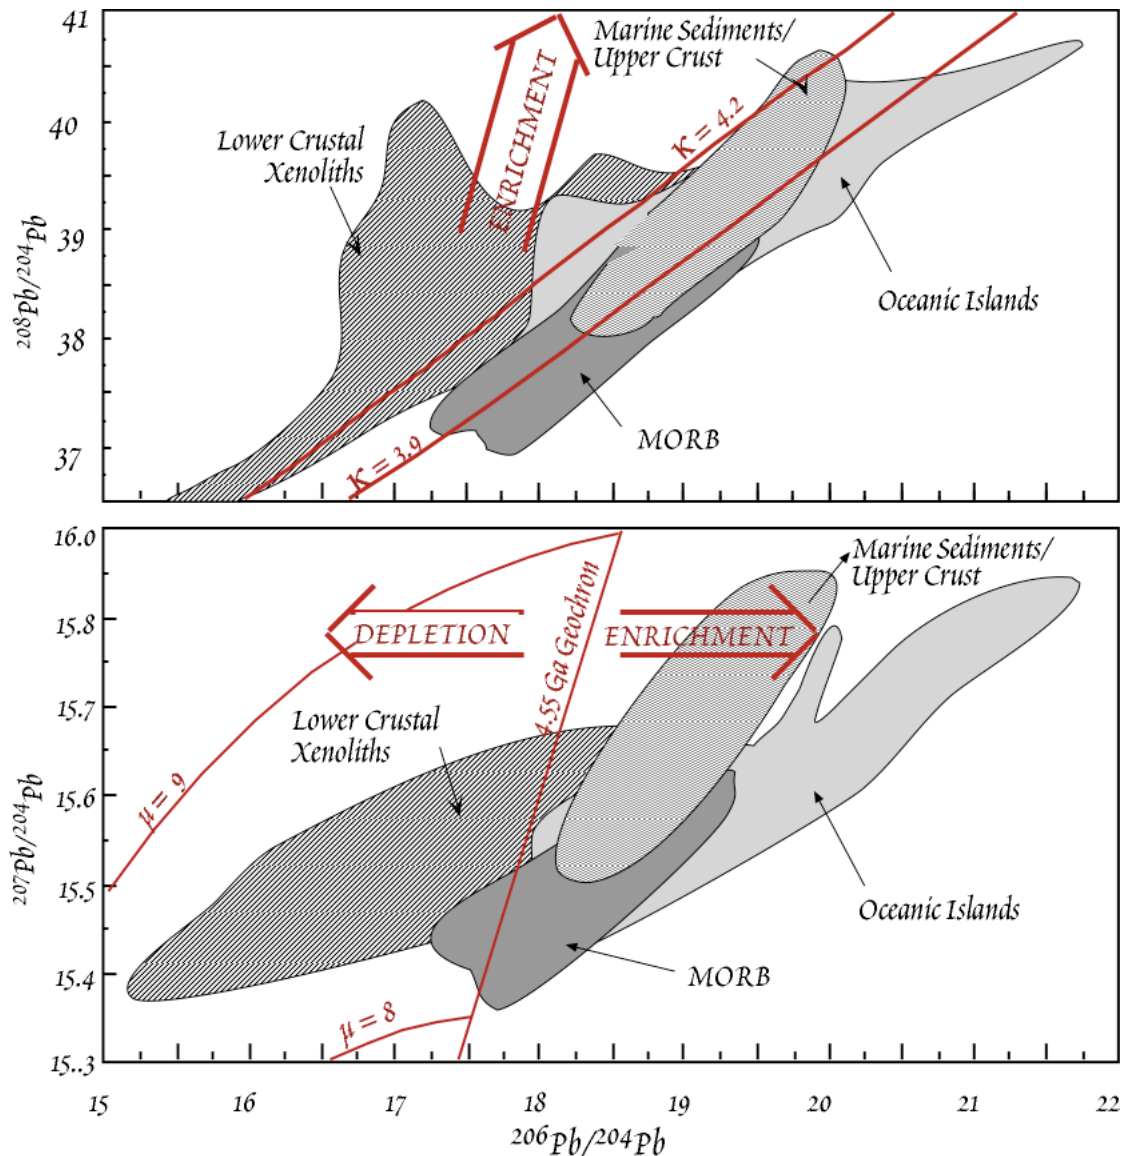 41
40
39
38
37
208Pb/204Pb
Marine Sediments/
Upper Crust
ENRICHMENT
Lower Crustal
Xenoliths
κ = 4.2
Oceanic Islands
MORB
κ = 3.9
16.0
15.8
15.7
15.6
15.5
15.4
15.3
207Pb/204Pb
Marine Sediments/
Upper Crust
DEPLETION
ENRICHMENT
4.55 Ga Geochron
Lower Crustal
Xenoliths
μ = 9
Oceanic Islands
MORB
μ = 8
15 16 17 18 19 20 21 22
206Pb/204Pb